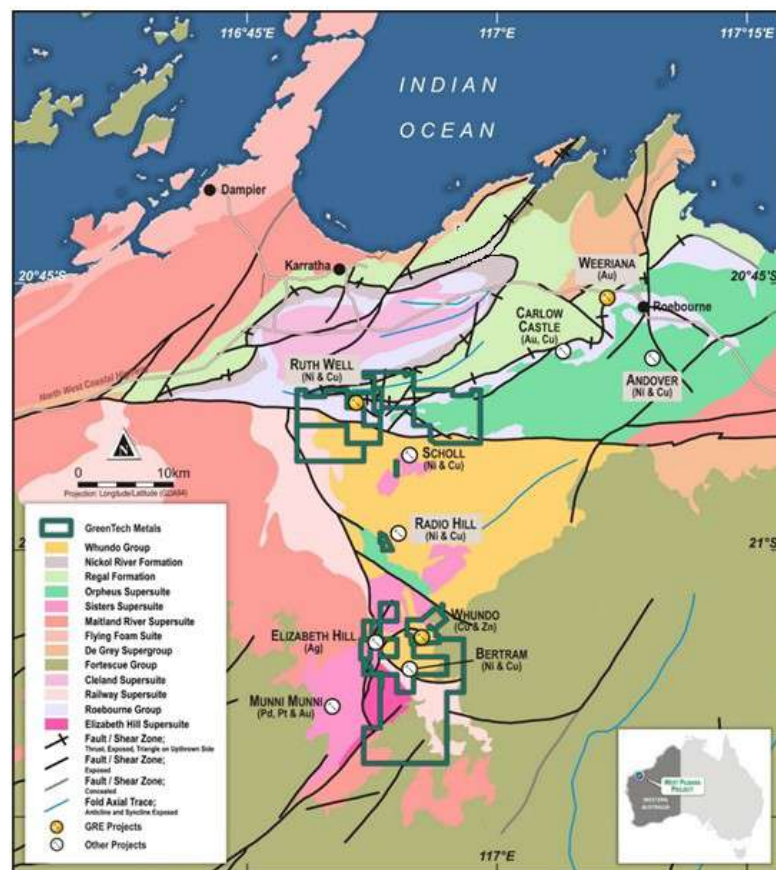 116°45'E
117°E
117°15'E
INDIAN
OCEAN
Dampier
Karratha
20°45'S
20°45'S
WEERIANA
(Au)
Roebourne
CARLOW
CASTLE
(Au, Cu)
ANDOVER
(Ni & Cu)
RUTH WELL
(Ni & Cu)
North West Coastal Highway
N
SCHOLL
(Ni & Cu)
0 10km
Projection: Longitude/Latitude (GDA94)
RADIO HILL
(Ni & Cu)
21°S
WHUNDO
(Cu & Zn)
ELIZABETH HILL
(Ag)
BERTRAM
(Ni & Cu)
MUNNI MUNNI
(Pd, Pt & Au)
GreenTech Metals
Whundo Group
Nickol River Formation
Regal Formation
Orpheus Supersuite
Sisters Supersuite
Maitland River Supersuite
Flying Foam Suite
De Grey Supergroup
Fortescue Group
Cleland Supersuite
Railway Supersuite
Roebourne Group
Elizabeth Hill Supersuite
Fault / Shear Zone;
Thrust, Exposed, Triangle on Upthrown Side
Fault / Shear Zone;
Exposed
Fault / Shear Zone;
Concealed
Fold Axial Trace;
Anticline and Syncline Exposed
GRE Projects
Other Projects
WEST PILBARA
PROJECT
WESTERN
AUSTRALIA
117°E